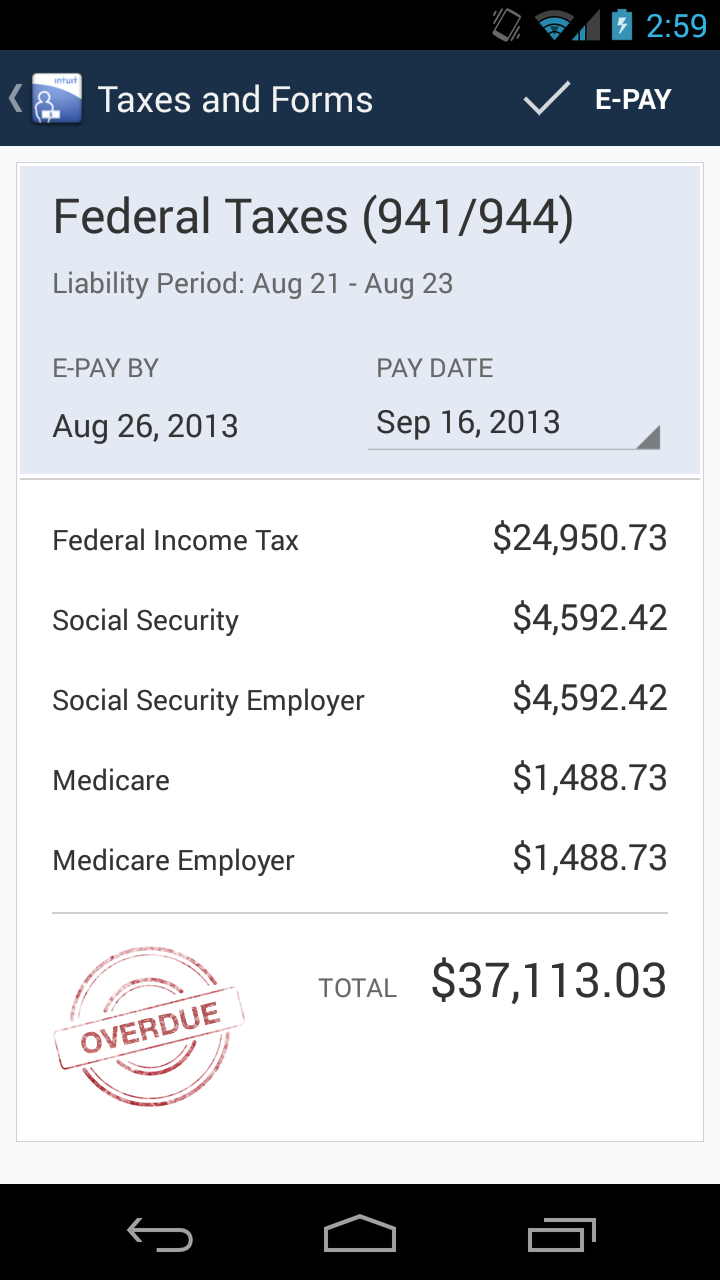 2:59
intuit
Taxes and Forms
E-PAY
Federal Taxes (941/944)
Liability Period: Aug 21 - Aug 23
E-PAY BY PAY DATE
Aug 26, 2013 Sep 16, 2013
Federal Income Tax $24,950.73
Social Security $4,592.42
Social Security Employer $4,592.42
Medicare $1,488.73
Medicare Employer $1,488.73
TOTAL $37,113.03
OVERDUE